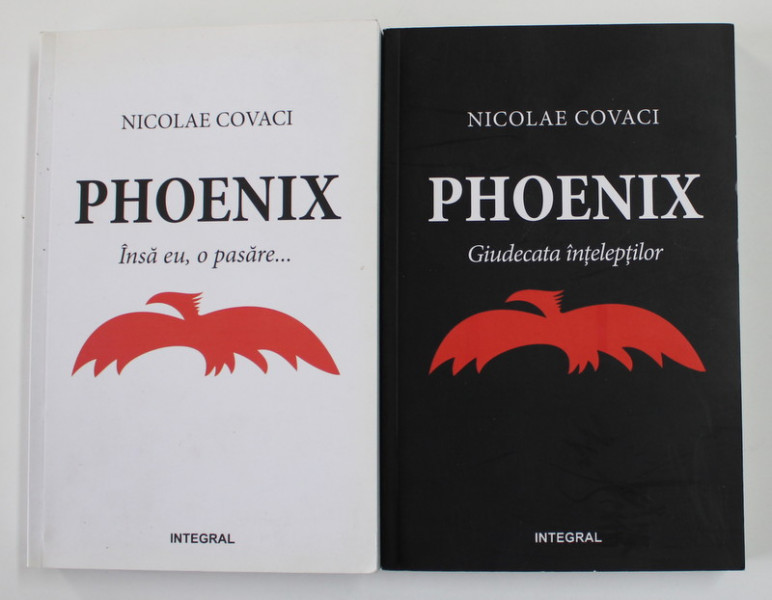 NICOLAE COVACI
PHOENIX
Însă eu, o pasăre...
INTEGRAL
NICOLAE COVACI
PHOENIX
Giudecata înțelepților
INTEGRAL